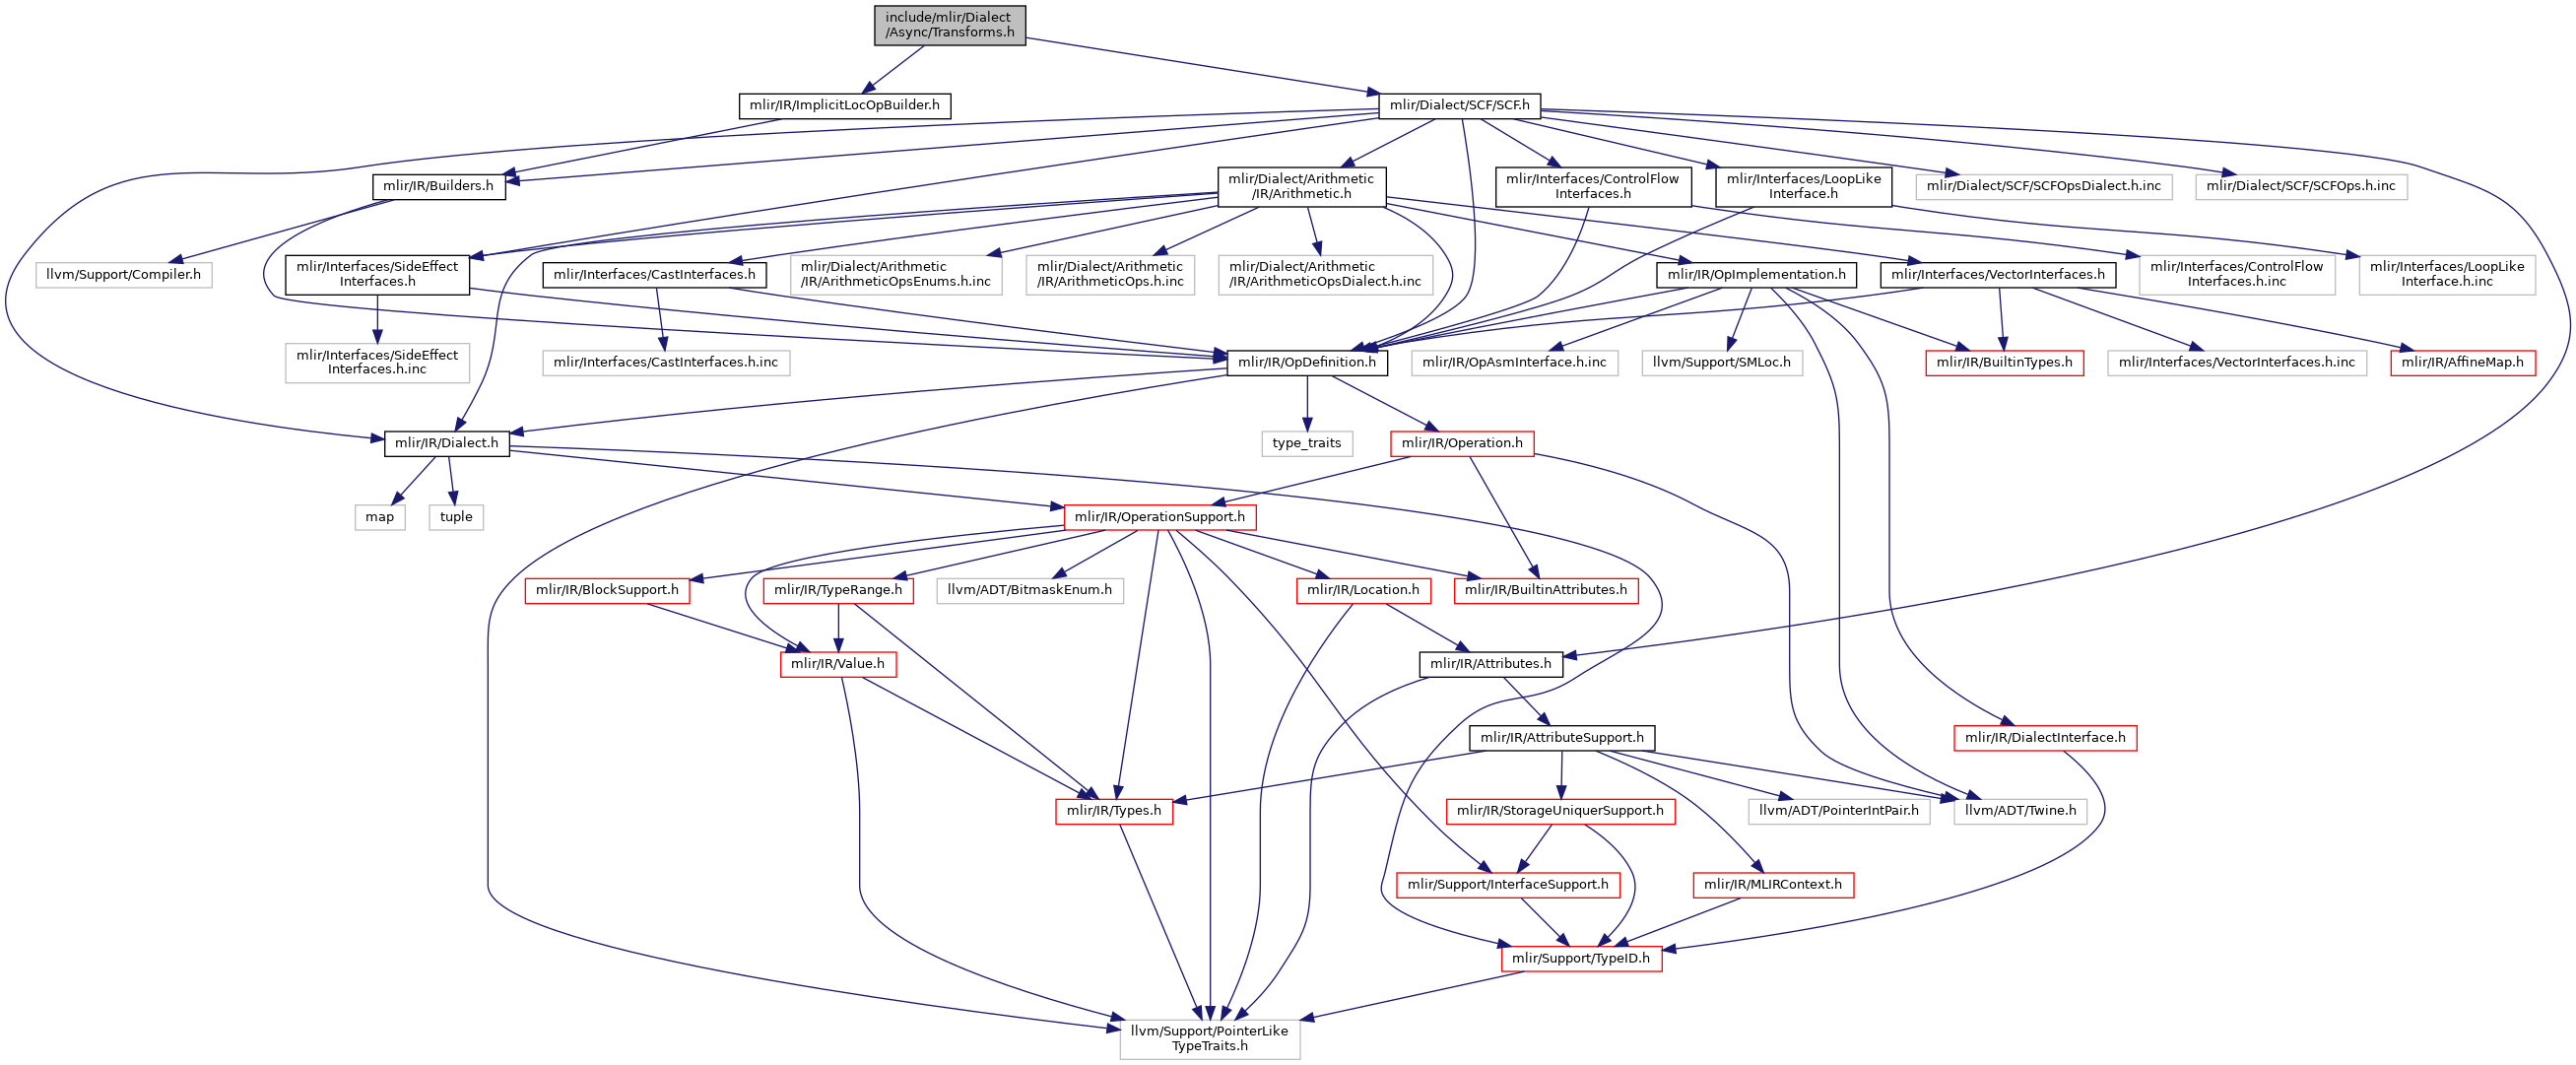 include/mlir/Dialect
/Async/Transforms.h
mlir/IR/ImplicitLocOpBuilder.h
mlir/Dialect/SCF/SCF.h
mlir/IR/Builders.h
mlir/Dialect/Arithmetic
/IR/Arithmetic.h
mlir/Interfaces/ControlFlow
Interfaces.h
mlir/Interfaces/LoopLike
Interface.h
mlir/Dialect/SCF/SCFOpsDialect.h.inc
mlir/Dialect/SCF/SCFOps.h.inc
llvm/Support/Compiler.h
mlir/Interfaces/SideEffect
Interfaces.h
mlir/Interfaces/CastInterfaces.h
mlir/Dialect/Arithmetic
/IR/ArithmeticOpsEnums.h.inc
mlir/Dialect/Arithmetic
/IR/ArithmeticOps.h.inc
mlir/Dialect/Arithmetic
/IR/ArithmeticOpsDialect.h.inc
mlir/IR/OpImplementation.h
mlir/Interfaces/VectorInterfaces.h
mlir/Interfaces/ControlFlow
Interfaces.h.inc
mlir/Interfaces/LoopLike
Interface.h.inc
mlir/Interfaces/SideEffect
Interfaces.h.inc
mlir/Interfaces/CastInterfaces.h.inc
mlir/IR/OpDefinition.h
mlir/IR/OpAsmInterface.h.inc
llvm/Support/SMLoc.h
mlir/IR/BuiltinTypes.h
mlir/Interfaces/VectorInterfaces.h.inc
mlir/IR/AffineMap.h
mlir/IR/Dialect.h
type_traits
mlir/IR/Operation.h
map
tuple
mlir/IR/OperationSupport.h
mlir/IR/BlockSupport.h
mlir/IR/TypeRange.h
llvm/ADT/BitmaskEnum.h
mlir/IR/Location.h
mlir/IR/BuiltinAttributes.h
mlir/IR/Value.h
mlir/IR/Attributes.h
mlir/IR/AttributeSupport.h
mlir/IR/DialectInterface.h
mlir/IR/Types.h
mlir/IR/StorageUniquerSupport.h
llvm/ADT/PointerIntPair.h
llvm/ADT/Twine.h
mlir/Support/InterfaceSupport.h
mlir/IR/MLIRContext.h
mlir/Support/TypeID.h
llvm/Support/PointerLike
TypeTraits.h